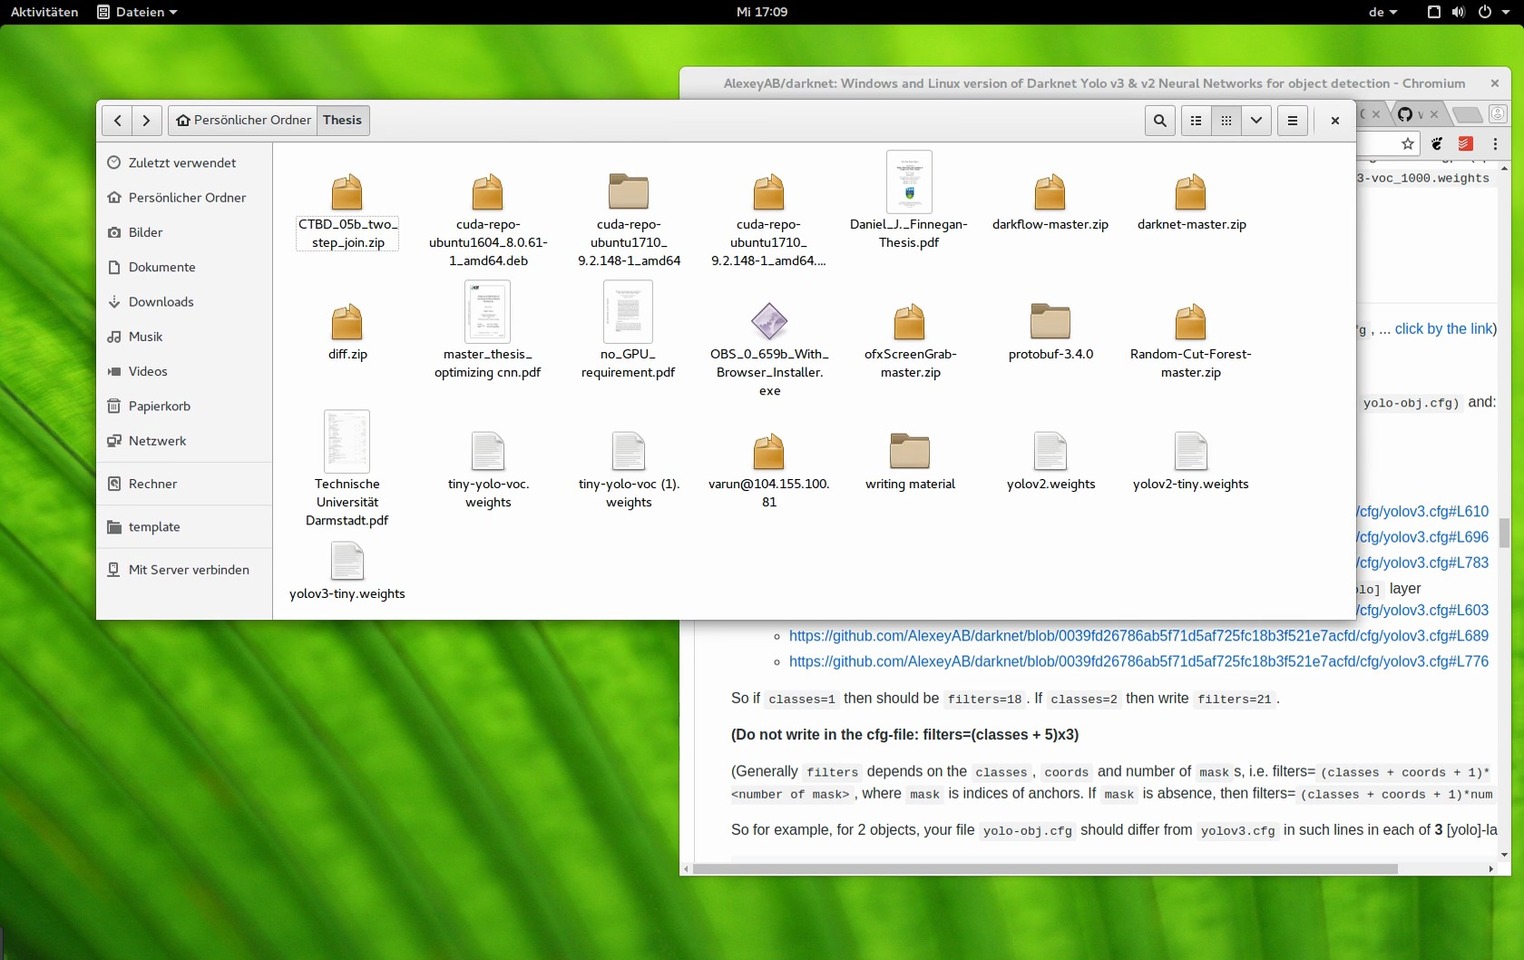 Aktivitäten
Dateien
Mi 17:09
de
AlexeyAB/darknet: Windows and Linux version of Darknet Yolo v3 & v2 Neural Networks for object detection - Chromium
Persönlicher Ordner
Thesis
Zuletzt verwendet
Persönlicher Ordner
Bilder
Dokumente
Downloads
Musik
Videos
Papierkorb
Netzwerk
Rechner
template
Mit Server verbinden
CTBD_05b_two_
step_join.zip
cuda-repo-
ubuntu1604_8.0.61-
1_amd64.deb
cuda-repo-
ubuntu1710_
9.2.148-1_amd64
cuda-repo-
ubuntu1710_
9.2.148-1_amd64....
Daniel_J._Finnegan-
Thesis.pdf
darkflow-master.zip
darknet-master.zip
diff.zip
master_thesis_
optimizing cnn.pdf
no_GPU_
requirement.pdf
OBS_0_659b_With_
Browser_Installer.
exe
ofxScreenGrab-
master.zip
protobuf-3.4.0
Random-Cut-Forest-
master.zip
Technische
Universität
Darmstadt.pdf
tiny-yolo-voc.
weights
tiny-yolo-voc (1).
weights
varun@104.155.100.
81
writing material
yolov2.weights
yolov2-tiny.weights
yolov3-tiny.weights
3-voc_1000.weights
, ... click by the link)
yolo-obj.cfg) and:
/cfg/yolov3.cfg#L610
/cfg/yolov3.cfg#L696
/cfg/yolov3.cfg#L783
] layer
/cfg/yolov3.cfg#L603
https://github.com/AlexeyAB/darknet/blob/0039fd26786ab5f71d5af725fc18b3f521e7acfd/cfg/yolov3.cfg#L689
https://github.com/AlexeyAB/darknet/blob/0039fd26786ab5f71d5af725fc18b3f521e7acfd/cfg/yolov3.cfg#L776
So if classes=1 then should be filters=18. If classes=2 then write filters=21.
(Do not write in the cfg-file: filters=(classes + 5)x3)
(Generally filters depends on the classes, coords and number of masks, i.e. filters=(classes + coords + 1)*
<number of mask>, where mask is indices of anchors. If mask is absence, then filters=(classes + coords + 1)*num
So for example, for 2 objects, your file yolo-obj.cfg should differ from yolov3.cfg in such lines in each of 3 [yolo]-la